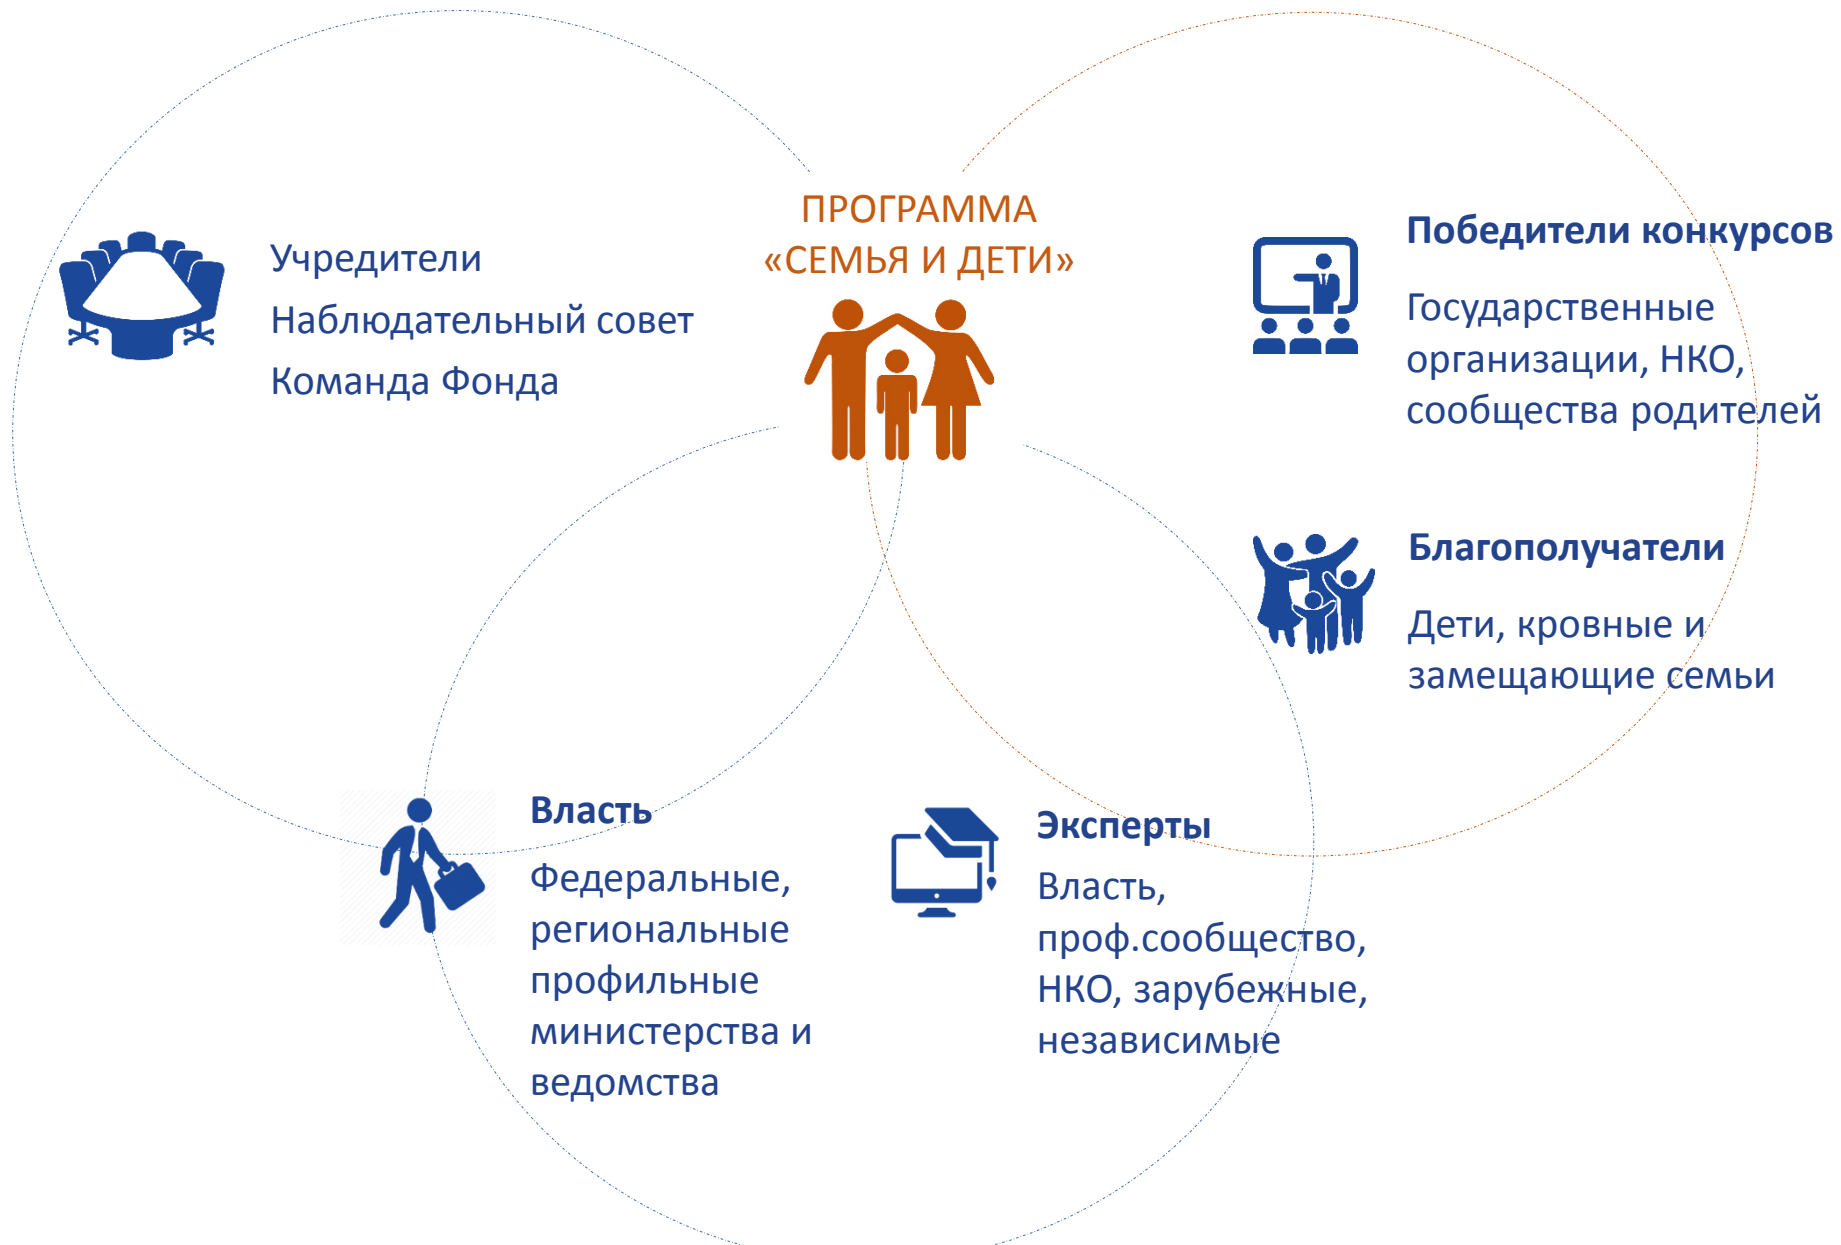 ПРОГРАММА
«СЕМЬЯ И ДЕТИ»
Учредители
Наблюдательный совет
Команда Фонда
Победители конкурсов
Государственные
организации, НКО,
сообщества родителей
Благополучатели
Дети, кровные и
замещающие семьи
Власть
Федеральные,
региональные
профильные
министерства и
ведомства
Эксперты
Власть,
проф.сообщество,
НКО, зарубежные,
независимые